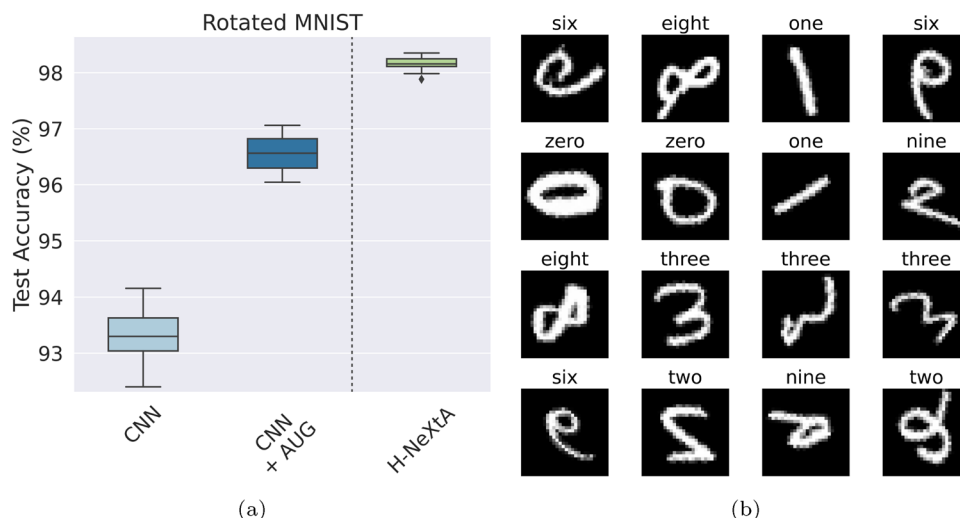 Rotated MNIST
Test Accuracy (%)
98
97
96
95
94
93
CNN
CNN
+ AUG
H-NeXtA
(a)
six eight one six
zero zero one nine
eight three three three
six two nine two
(b)